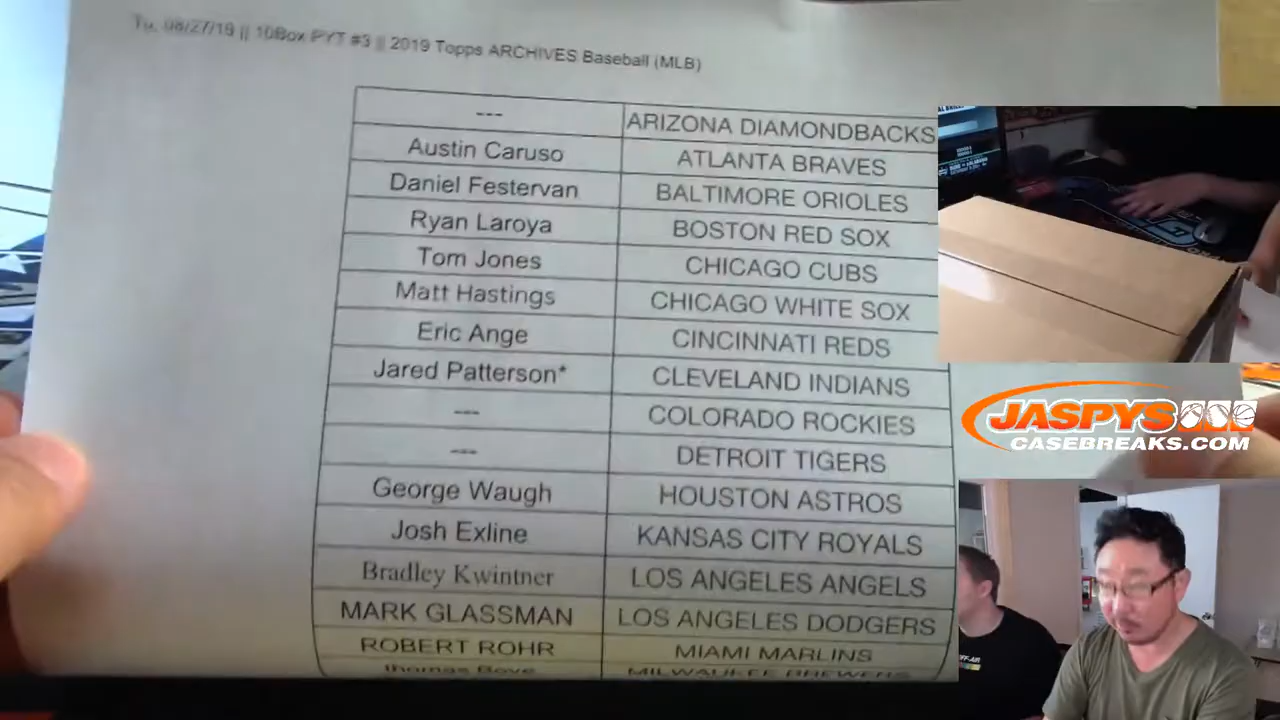 Tu, 08/27/19 || 10Box PYT #3 || 2019 Topps ARCHIVES Baseball (MLB)
--- ARIZONA DIAMONDBACKS
Austin Caruso ATLANTA BRAVES
Daniel Festervan BALTIMORE ORIOLES
Ryan Laroya BOSTON RED SOX
Tom Jones CHICAGO CUBS
Matt Hastings CHICAGO WHITE SOX
Eric Ange CINCINNATI REDS
Jared Patterson* CLEVELAND INDIANS
--- COLORADO ROCKIES
--- DETROIT TIGERS
George Waugh HOUSTON ASTROS
Josh Exline KANSAS CITY ROYALS
Bradley Kwintner LOS ANGELES ANGELS
MARK GLASSMAN LOS ANGELES DODGERS
ROBERT ROHR MIAMI MARLINS
thomas MILWAUKEE BREWERS
JASPYS
CASEBREAKS.COM